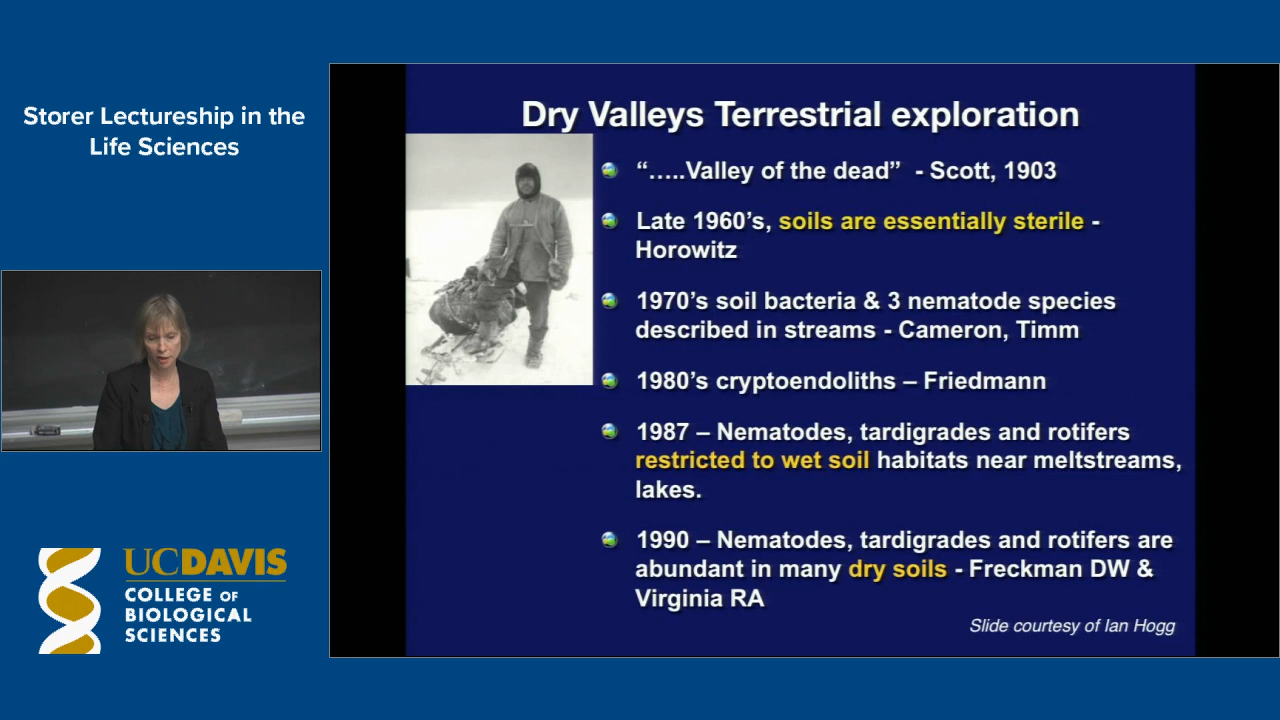 Storer Lectureship in the
Life Sciences
Dry Valleys Terrestrial exploration
“…..Valley of the dead” - Scott, 1903
Late 1960’s, soils are essentially sterile -
Horowitz
1970’s soil bacteria & 3 nematode species
described in streams - Cameron, Timm
1980’s cryptoendoliths – Friedmann
1987 – Nematodes, tardigrades and rotifers
restricted to wet soil habitats near meltstreams,
lakes.
1990 – Nematodes, tardigrades and rotifers are
abundant in many dry soils - Freckman DW &
Virginia RA
Slide courtesy of Ian Hogg
UCDAVIS
COLLEGE OF
BIOLOGICAL
SCIENCES